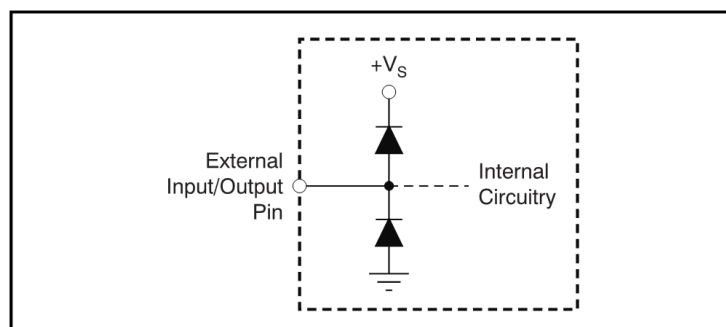 +VS
External
Input/Output
Pin
Internal
Circuitry